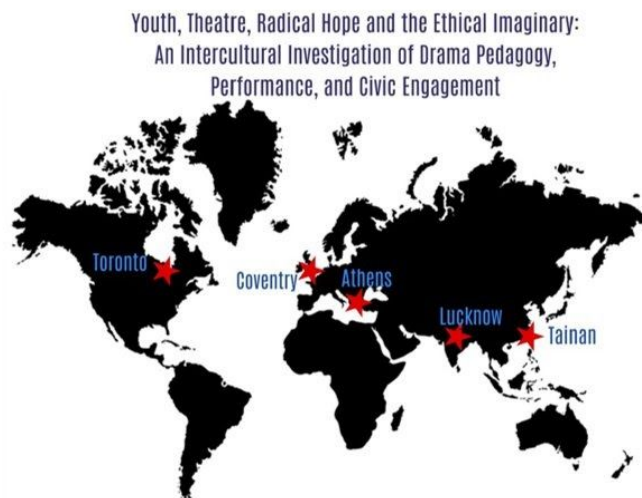 Youth, Theatre, Radical Hope and the Ethical Imaginary:
An Intercultural Investigation of Drama Pedagogy,
Performance, and Civic Engagement
Toronto
Coventry
Athens
Lucknow
Tainan